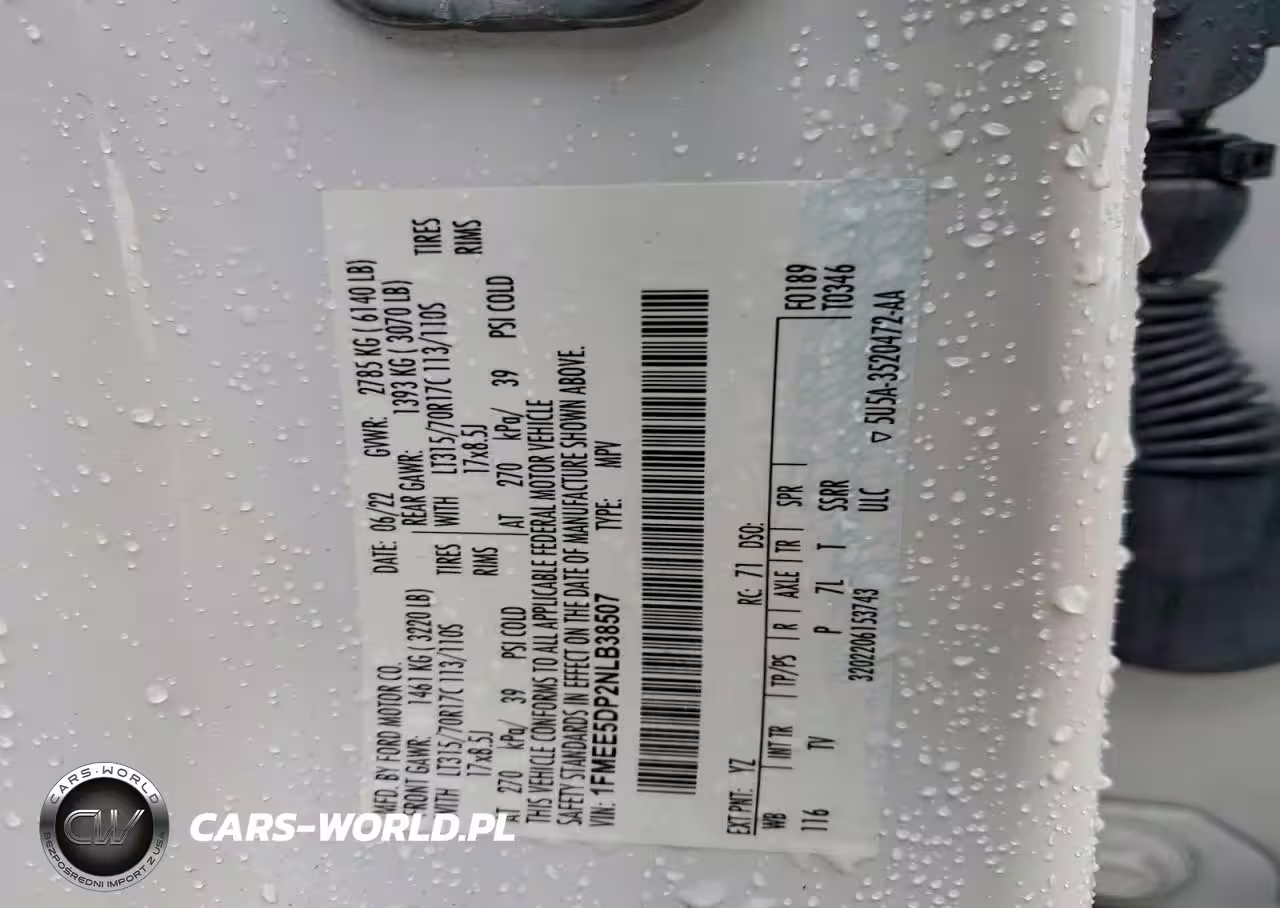 MFD. BY FORD MOTOR CO.
DATE: 06/22 GVWR: 2785 KG ( 6140 LB)
FRONT GAWR: 1461 KG ( 3220 LB)
REAR GAWR: 1393 KG ( 3070 LB)
WITH LT315/70R17C 113/110S TIRES
WITH LT315/70R17C 113/110S TIRES
17x8.5J RIMS
17x8.5J RIMS
AT 270 kPa/ 39 PSI COLD
AT 270 kPa/ 39 PSI COLD
THIS VEHICLE CONFORMS TO ALL APPLICABLE FEDERAL MOTOR VEHICLE
SAFETY STANDARDS IN EFFECT ON THE DATE OF MANUFACTURE SHOWN ABOVE.
VIN: 1FMEE5DP2NLB38507 TYPE: MPV
EXT PNT: YZ RC: 71 DSO: F0189
WB INT TR TP/PS R AXLE TR SPR T0346
116 TV P 7L T SSRR
3202206153743 ULC ▽ 5U5A-3520472-AA
CARS-WORLD
CW
BEZPOŚREDNI IMPORT Z USA
CARS-WORLD.PL